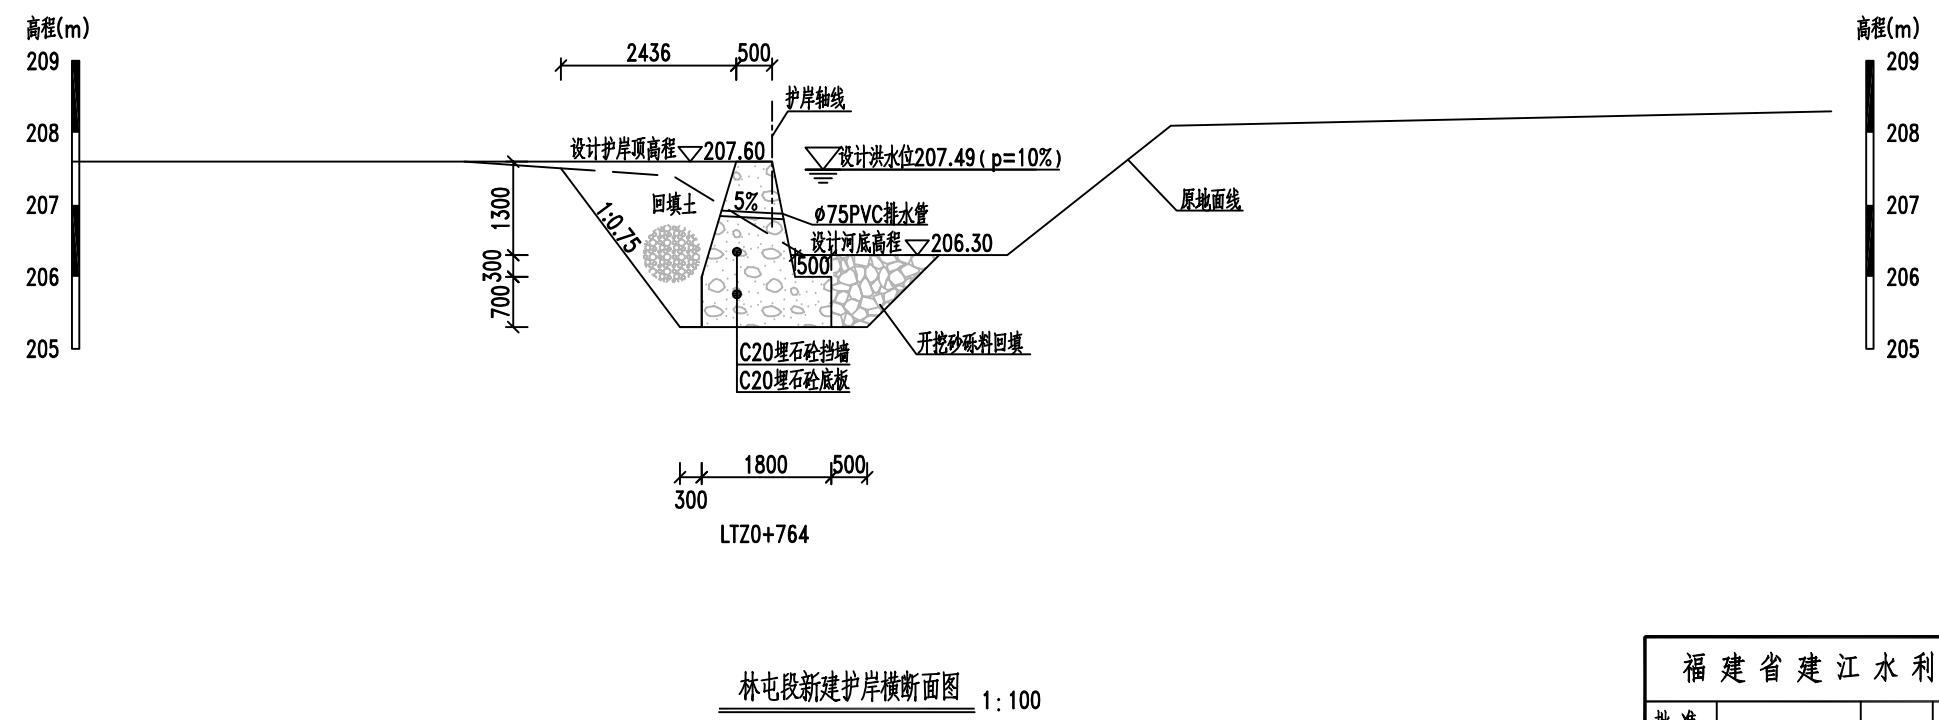 高程(m)
209
208
207
206
205
2436
500
护岸轴线
设计护岸顶高程
207.60
设计洪水位207.49(p=10%)
回填土
5%
1:0.75
1300
300
700
ø75PVC排水管
设计河底高程
206.30
500
原地面线
开挖砂砾料回填
C20埋石砼挡墙
C20埋石砼底板
300
1800
500
LTZ0+764
高程(m)
209
208
207
206
205
林屯段新建护岸横断面图 1:100
福建省建江水利
批准